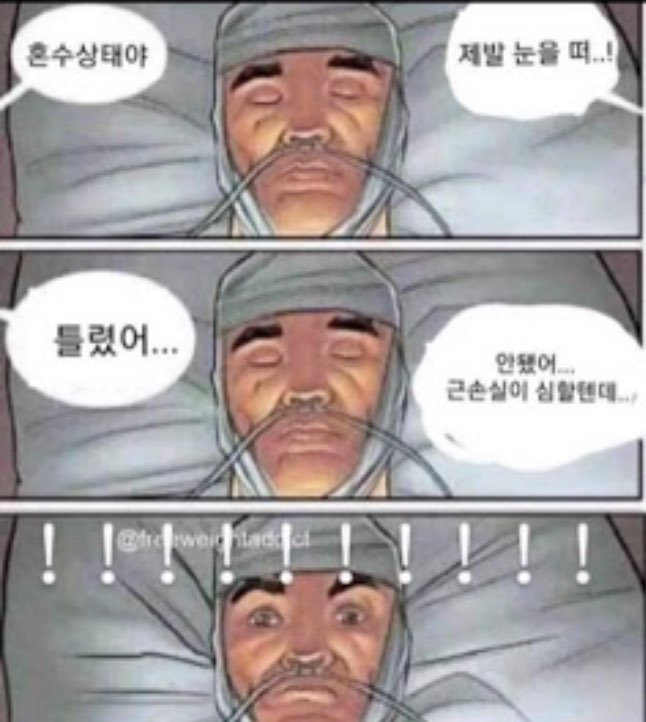 혼수상태야
제발 눈을 떠..!
틀렸어...
안됐어...
근손실이 심할텐데...
! ! ! ! ! ! ! ! ! !
@freeweightaddict